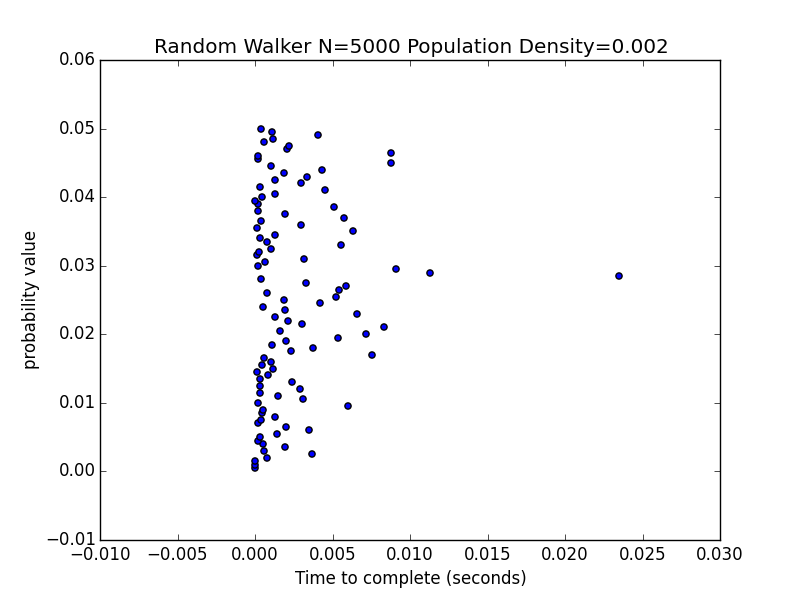 Random Walker N=5000 Population Density=0.002
0.06
0.05
0.04
0.03
0.02
0.01
0.00
−0.01
probability value
−0.010 −0.005 0.000 0.005 0.010 0.015 0.020 0.025 0.030
Time to complete (seconds)